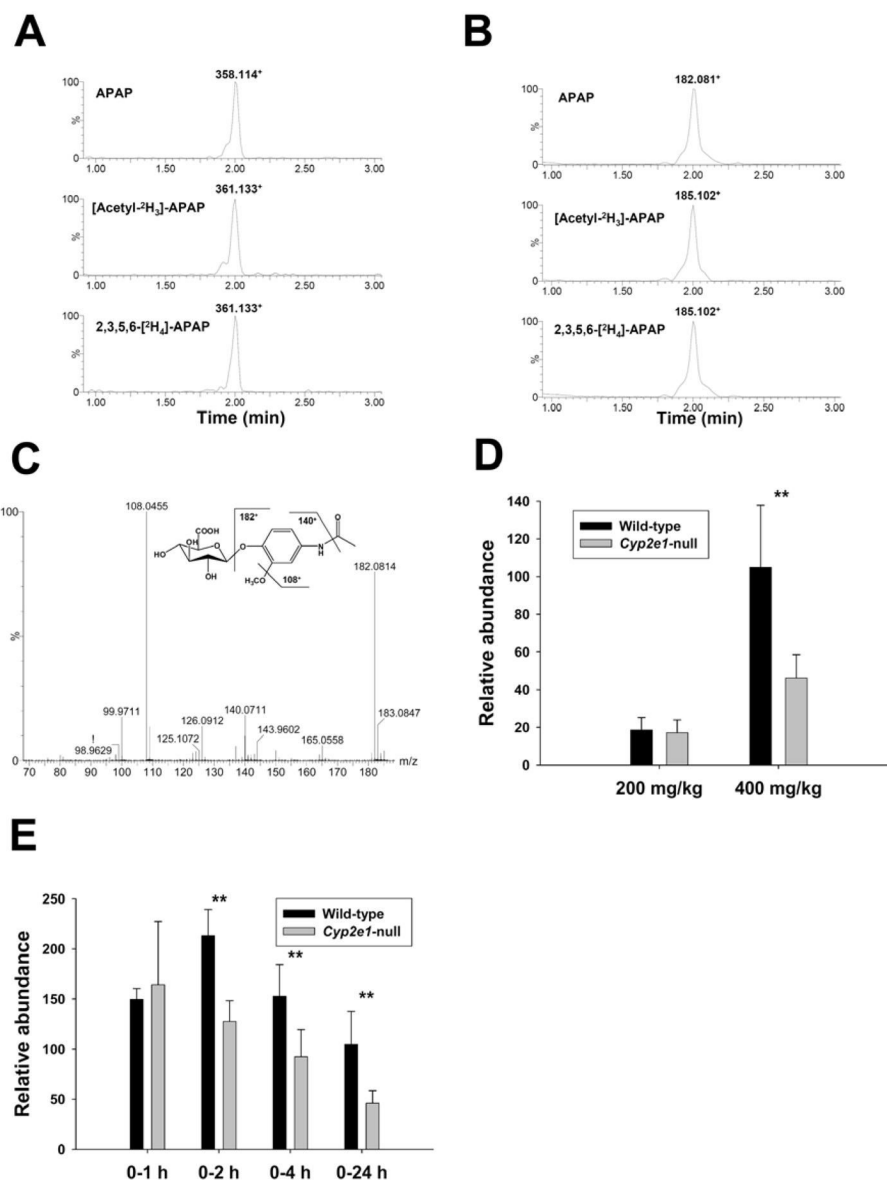 A
358.114⁺
100
APAP
%
0
1.00 1.50 2.00 2.50 3.00
361.133⁺
100
[Acetyl-²H₃]-APAP
%
0
1.00 1.50 2.00 2.50 3.00
361.133⁺
100
2,3,5,6-[²H₄]-APAP
%
0
1.00 1.50 2.00 2.50 3.00
Time (min)
B
182.081⁺
100
APAP
%
0
1.00 1.50 2.00 2.50 3.00
185.102⁺
100
[Acetyl-²H₃]-APAP
%
0
1.00 1.50 2.00 2.50 3.00
185.102⁺
100
2,3,5,6-[²H₄]-APAP
%
0
1.00 1.50 2.00 2.50 3.00
Time (min)
C
100
%
0
108.0455
182⁺
140⁺
O
COOH
OH
HO
O
O
N
H
OH
O
H₃C
108⁺
182.0814
99.9711
!
98.9629
125.1072
126.0912
140.0711
143.9602
165.0558
183.0847
70 80 90 100 110 120 130 140 150 160 170 180 m/z
D
Relative abundance
140
120
100
80
60
40
20
0
Wild-type
Cyp2e1-null
**
200 mg/kg 400 mg/kg
E
Relative abundance
250
200
150
100
50
0
Wild-type
Cyp2e1-null
**
**
**
0-1 h 0-2 h 0-4 h 0-24 h